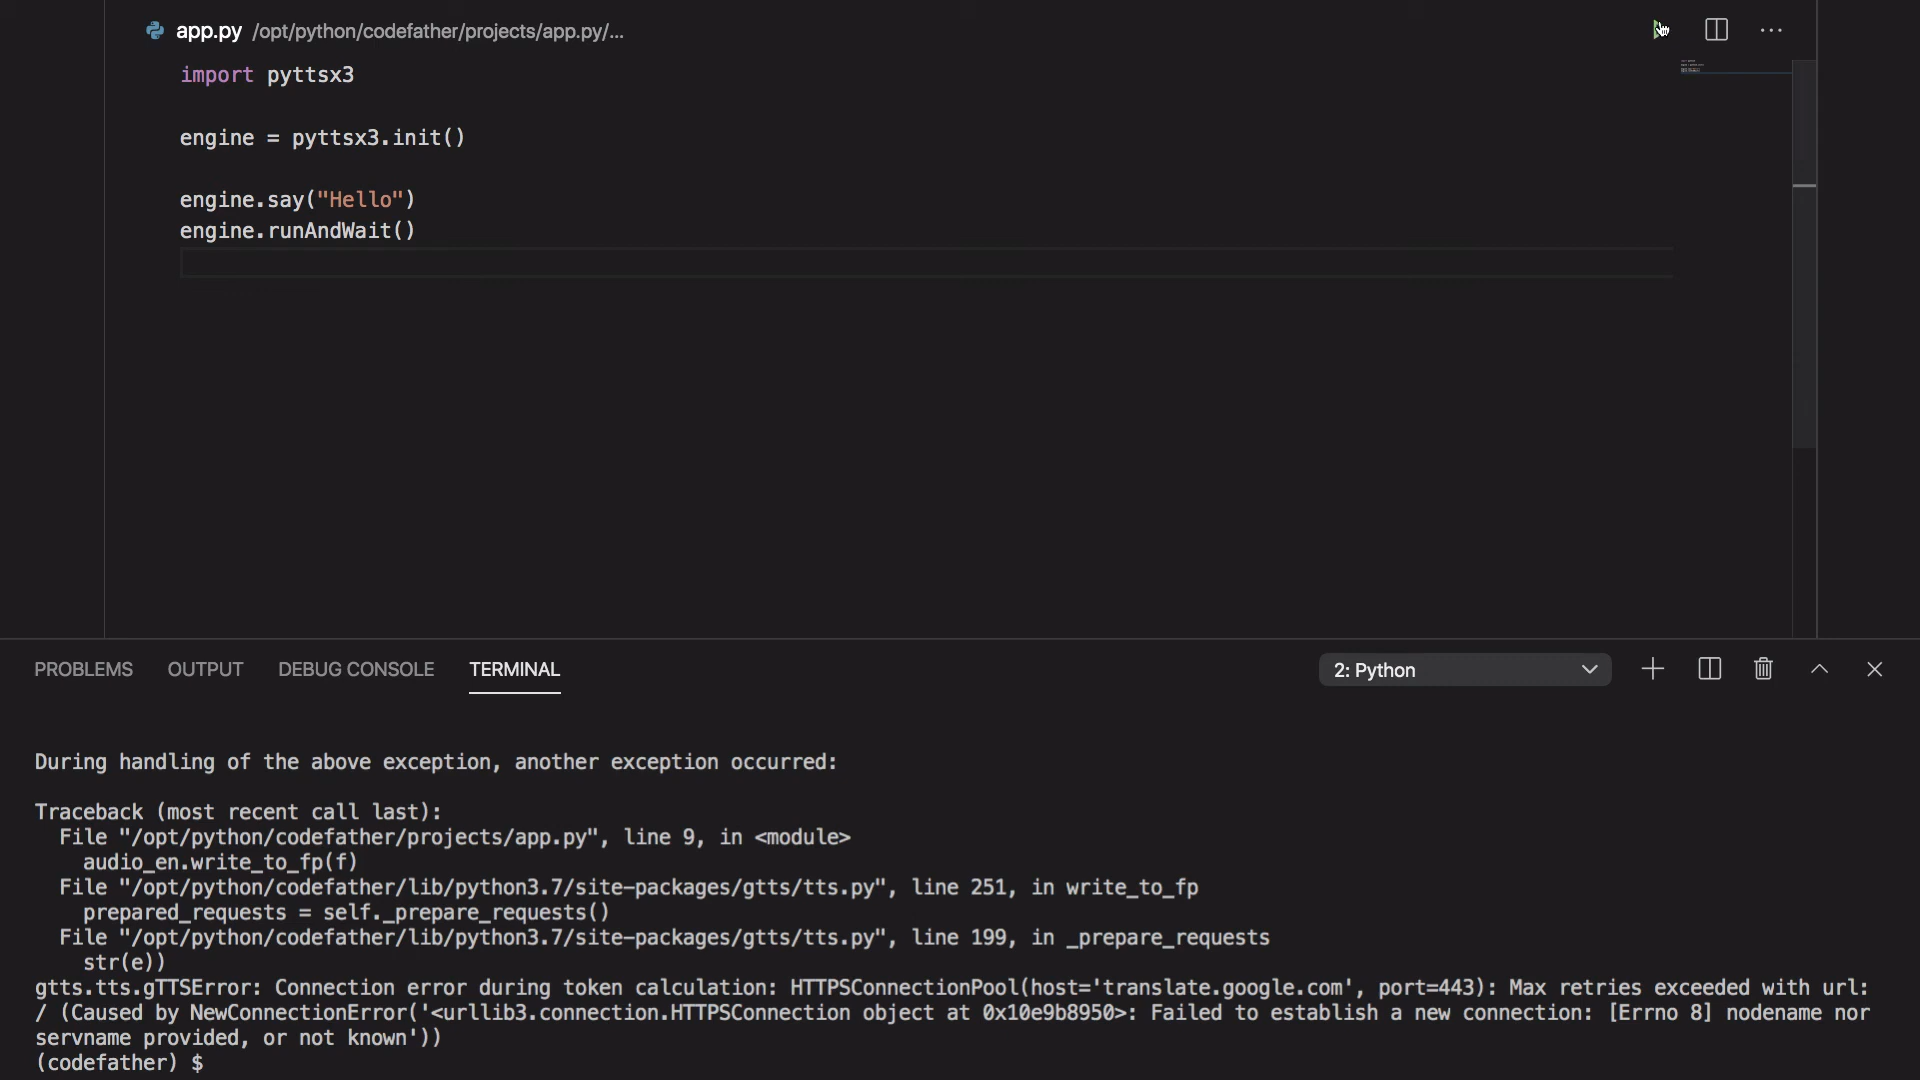 app.py /opt/python/codefather/projects/app.py/...
import pyttsx3
engine = pyttsx3.init()
engine.say("Hello")
engine.runAndWait()
PROBLEMS OUTPUT DEBUG CONSOLE TERMINAL 2: Python
During handling of the above exception, another exception occurred:
Traceback (most recent call last):
File "/opt/python/codefather/projects/app.py", line 9, in <module>
audio_en.write_to_fp(f)
File "/opt/python/codefather/lib/python3.7/site-packages/gtts/tts.py", line 251, in write_to_fp
prepared_requests = self._prepare_requests()
File "/opt/python/codefather/lib/python3.7/site-packages/gtts/tts.py", line 199, in _prepare_requests
str(e))
gtts.tts.gTTSError: Connection error during token calculation: HTTPSConnectionPool(host='translate.google.com', port=443): Max retries exceeded with url:
/ (Caused by NewConnectionError('<urllib3.connection.HTTPSConnection object at 0x10e9b8950>: Failed to establish a new connection: [Errno 8] nodename nor
servname provided, or not known'))
(codefather) $